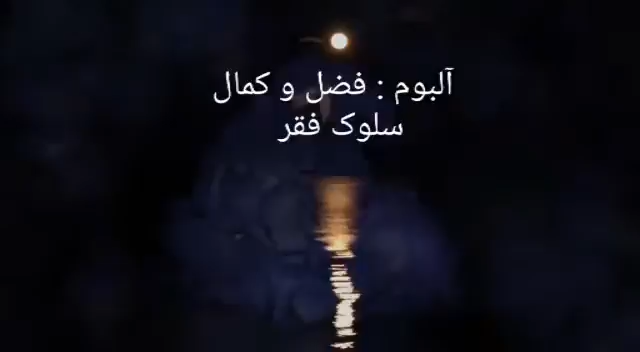 آلبوم : فضل و کمال
سلوک فقر